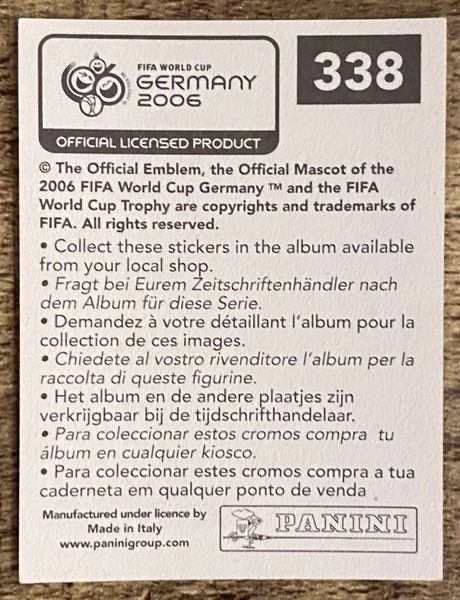 FIFA WORLD CUP
GERMANY
2006
338
OFFICIAL LICENSED PRODUCT
© The Official Emblem, the Official Mascot of the
2006 FIFA World Cup Germany ™ and the FIFA
World Cup Trophy are copyrights and trademarks of
FIFA. All rights reserved.
• Collect these stickers in the album available
from your local shop.
• Fragt bei Eurem Zeitschriftenhändler nach
dem Album für diese Serie.
• Demandez à votre détaillant l'album pour la
collection de ces images.
• Chiedete al vostro rivenditore l'album per la
raccolta di queste figurine.
• Het album en de andere plaatjes zijn
verkrijgbaar bij de tijdschrifthandelaar.
• Para coleccionar estos cromos compra tu
álbum en cualquier kiosco.
• Para coleccionar estes cromos compra a tua
caderneta em qualquer ponto de venda
Manufactured under licence by
Made in Italy
www.paninigroup.com
PANINI